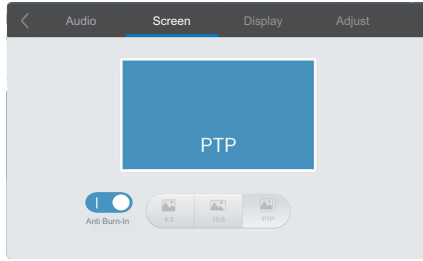 Audio Screen Display Adjust
PTP
Anti Burn-In
4:3 16:9 PTP